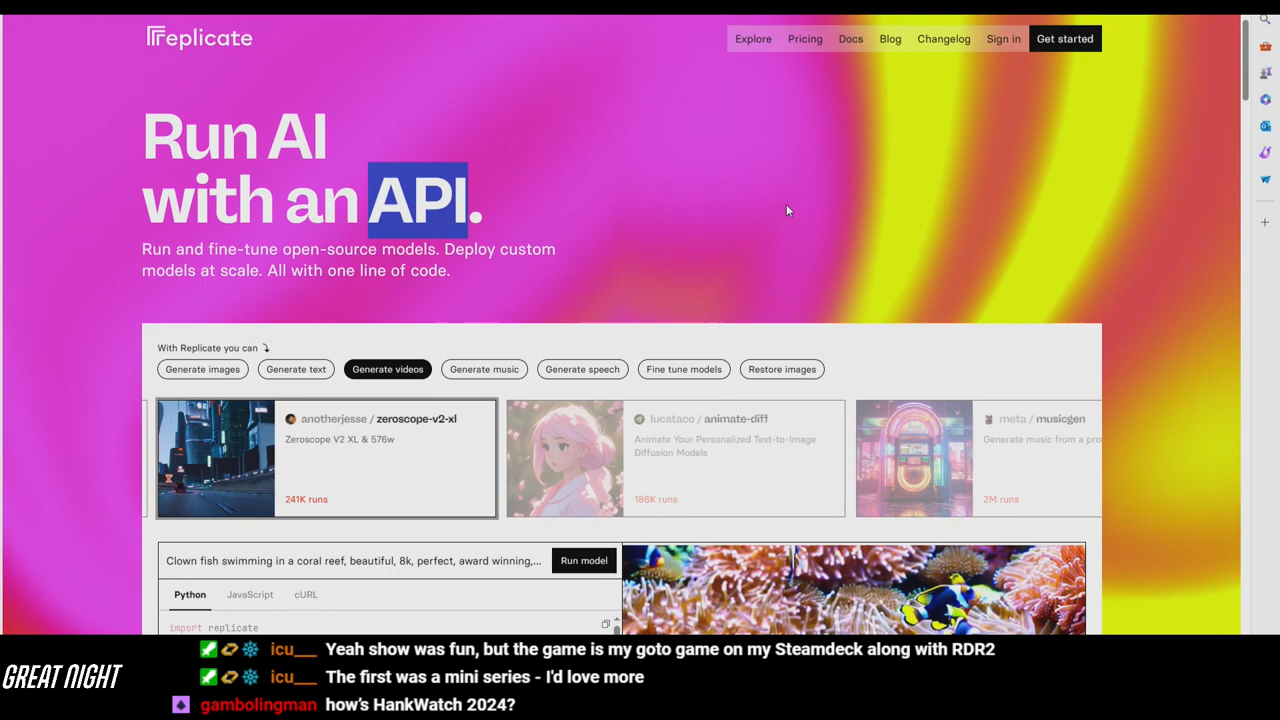 replicate
Explore Pricing Docs Blog Changelog Sign in Get started
Run AI
with an API.
Run and fine-tune open-source models. Deploy custom
models at scale. All with one line of code.
With Replicate you can
Generate images Generate text Generate videos Generate music Generate speech Fine tune models Restore images
anotherjesse / zeroscope-v2-xl
Zeroscope V2 XL & 576w
241K runs
lucataco / animate-diff
Animate Your Personalized Text-to-Image
Diffusion Models
186K runs
meta / musicgen
Generate music from a pro
2M runs
Clown fish swimming in a coral reef, beautiful, 8k, perfect, award winning,... Run model
Python JavaScript cURL
import replicate
GREAT NIGHT
icu___ Yeah show was fun, but the game is my goto game on my Steamdeck along with RDR2
icu___ The first was a mini series - I'd love more
gambolingman how's HankWatch 2024?